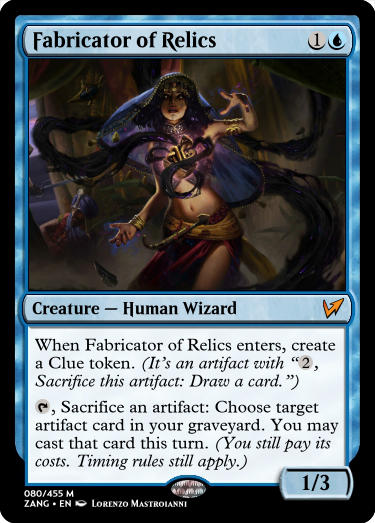 Fabricator of Relics 1
Creature — Human Wizard
When Fabricator of Relics enters, create
a Clue token. (It's an artifact with “2,
Sacrifice this artifact: Draw a card.”)
, Sacrifice an artifact: Choose target
artifact card in your graveyard. You may
cast that card this turn. (You still pay its
costs. Timing rules still apply.)
1/3
080/455 M
ZANG • EN Lorenzo Mastroianni